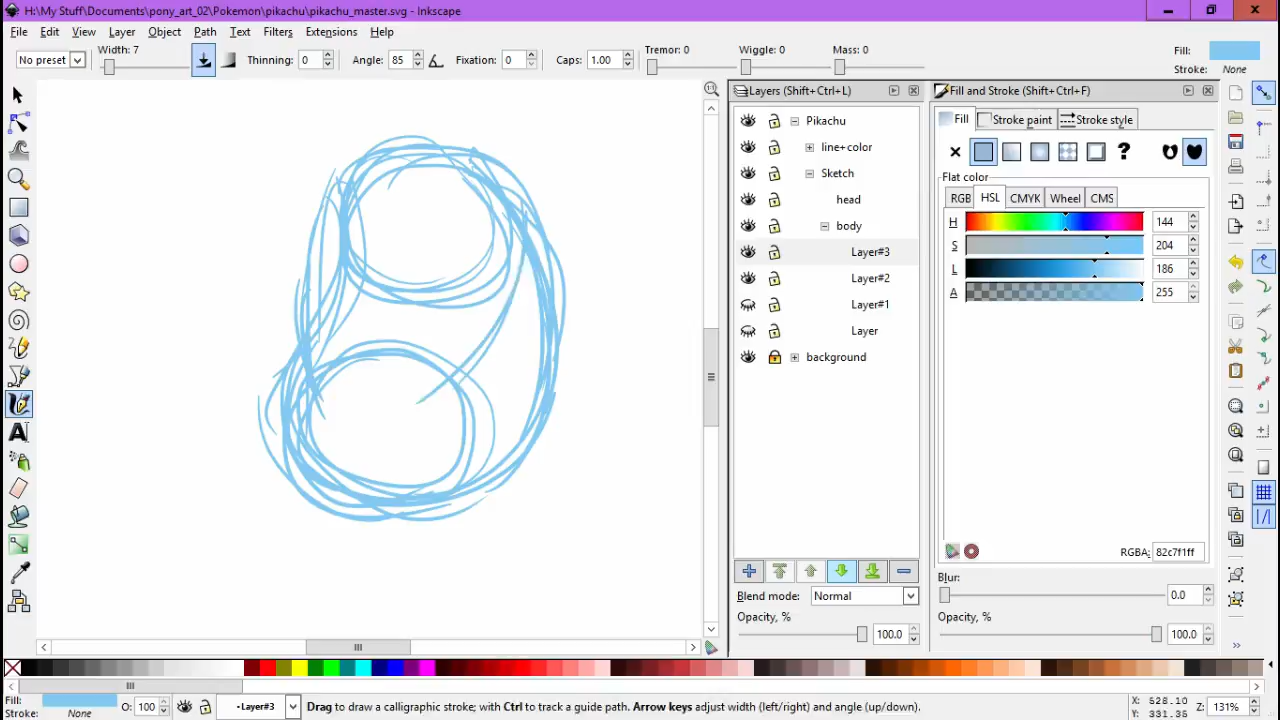 H:\My Stuff\Documents\pony_art_02\Pokemon\pikachu\pikachu_master.svg - Inkscape
File Edit View Layer Object Path Text Filters Extensions Help
No preset Width: 7 Thinning: 0 Angle: 85 Fixation: 0 Caps: 1.00 Tremor: 0 Wiggle: 0 Mass: 0 Fill:
Stroke: None
Layers (Shift+Ctrl+L)
Pikachu
line+color
Sketch
head
body
Layer#3
Layer#2
Layer#1
Layer
background
Blend mode: Normal
Opacity, %
100.0
Fill and Stroke (Shift+Ctrl+F)
Fill Stroke paint Stroke style
?
Flat color
RGB HSL CMYK Wheel CMS
H 144
S 204
L 186
A 255
RGBA: 82c7f1ff
Blur:
0.0
Opacity, %
100.0
Fill:
Stroke: None
O: 100 •Layer#3 Drag to draw a calligraphic stroke; with Ctrl to track a guide path. Arrow keys adjust width (left/right) and angle (up/down).
X: 528.10
Y: 331.35
Z: 131%